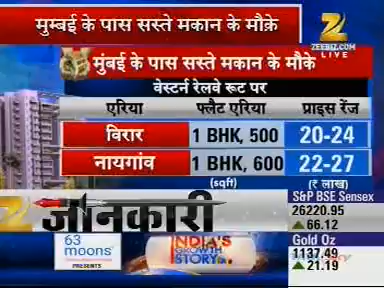 मुम्बई के पास सस्ते मकान के मौक़े
ZEEBIZ.COM
LIVE
मुंबई के पास सस्ते मकान के मौके
वेस्टर्न रेलवे रूट पर
एरिया फ्लैट एरिया प्राइस रेंज
विरार 1 BHK, 500 20-24
नायगांव 1 BHK, 600 22-27
(sqft) (₹ लाख)
जानकारी
S&P BSE Sensex
26220.95
66.12
63 moons
PRESENTS
INDIA'S
GROWTH
STORY
Gold Oz
1137.49
21.19